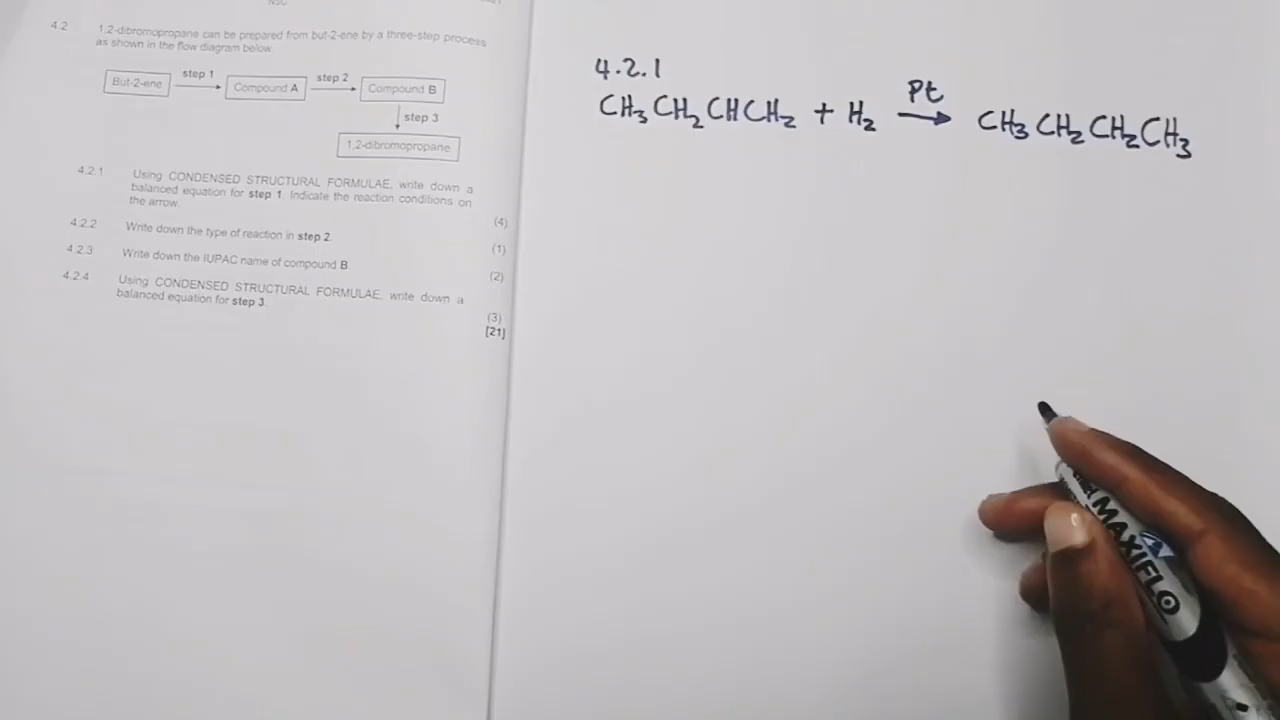 NSC
4.2 1,2-dibromopropane can be prepared from but-2-ene by a three-step process
as shown in the flow diagram below.
But-2-ene step 1 Compound A step 2 Compound B
step 3
1,2-dibromopropane
4.2.1 Using CONDENSED STRUCTURAL FORMULAE, write down a
balanced equation for step 1. Indicate the reaction conditions on
the arrow. (4)
4.2.2 Write down the type of reaction in step 2. (1)
4.2.3 Write down the IUPAC name of compound B. (2)
4.2.4 Using CONDENSED STRUCTURAL FORMULAE, write down a
balanced equation for step 3. (3)
[21]
4.2.1
CH₃CH₂CHCH₂ + H₂ Pt → CH₃CH₂CH₂CH₃
MAXIFLO